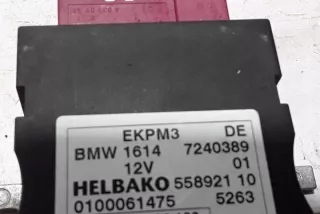 EKPM3 DE
BMW 1614 7240389
12V 01
HELBAKO 558921 10
0100061475 5263